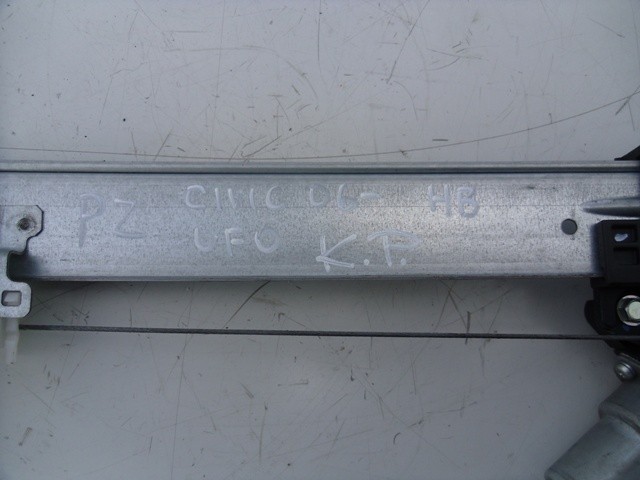 PZ CIVIC 06- HB
UFO K.P.